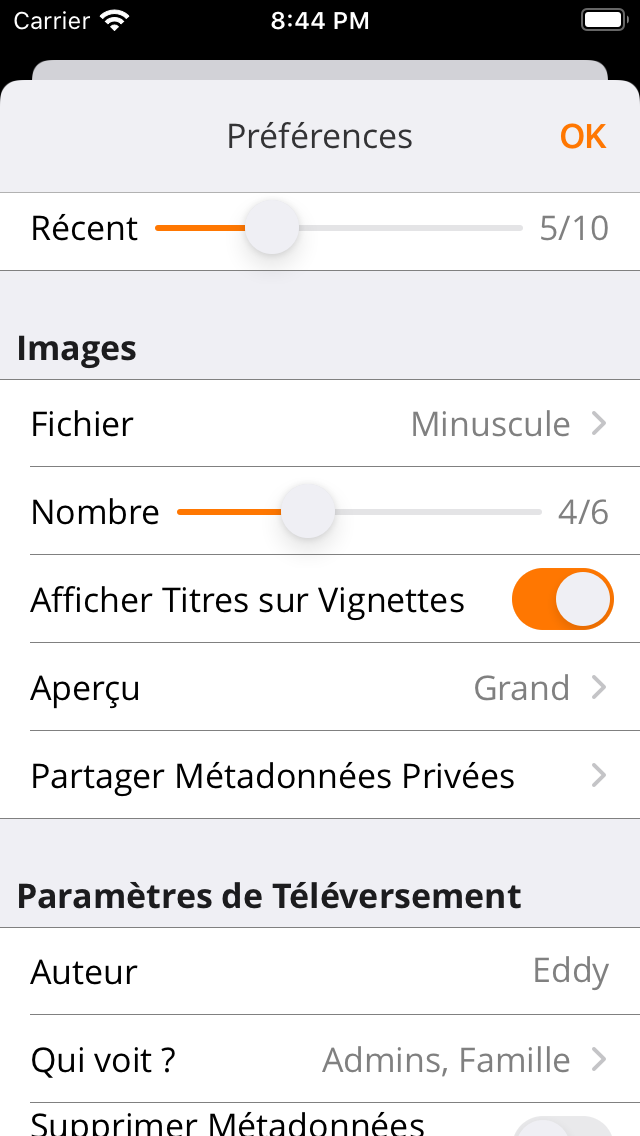 Carrier 8:44 PM
Préférences OK
Récent 5/10
Images
Fichier Minuscule
Nombre 4/6
Afficher Titres sur Vignettes
Aperçu Grand
Partager Métadonnées Privées
Paramètres de Téléversement
Auteur Eddy
Qui voit ? Admins, Famille
Supprimer Métadonnées